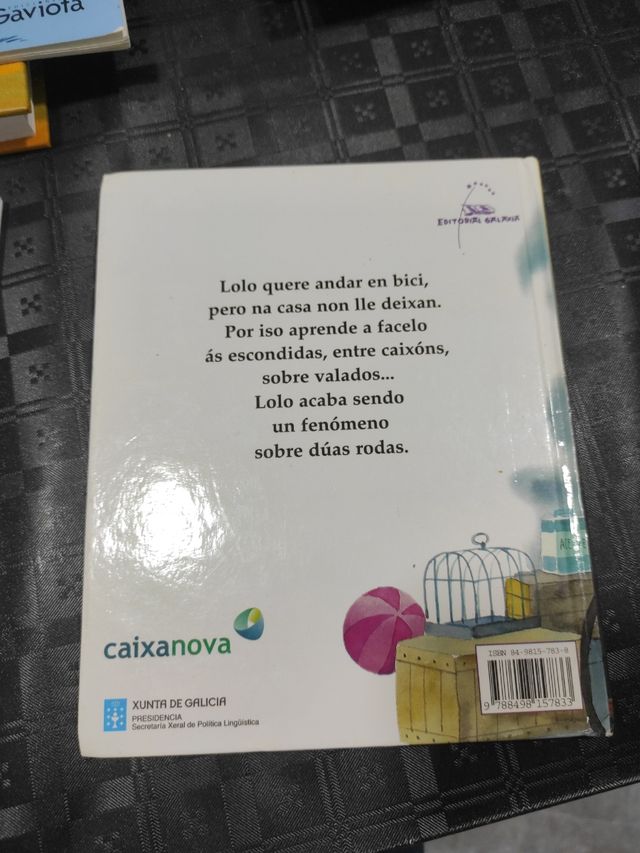 Gaviota
EDITORIAL GALAXIA
Lolo quere andar en bici,
pero na casa non lle deixan.
Por iso aprende a facelo
ás escondidas, entre caixóns,
sobre valados...
Lolo acaba sendo
un fenómeno
sobre dúas rodas.
caixanova
XUNTA DE GALICIA
PRESIDENCIA
Secretaría Xeral de Política Lingüística
ISBN 84-9815-783-8
9 788498 157833